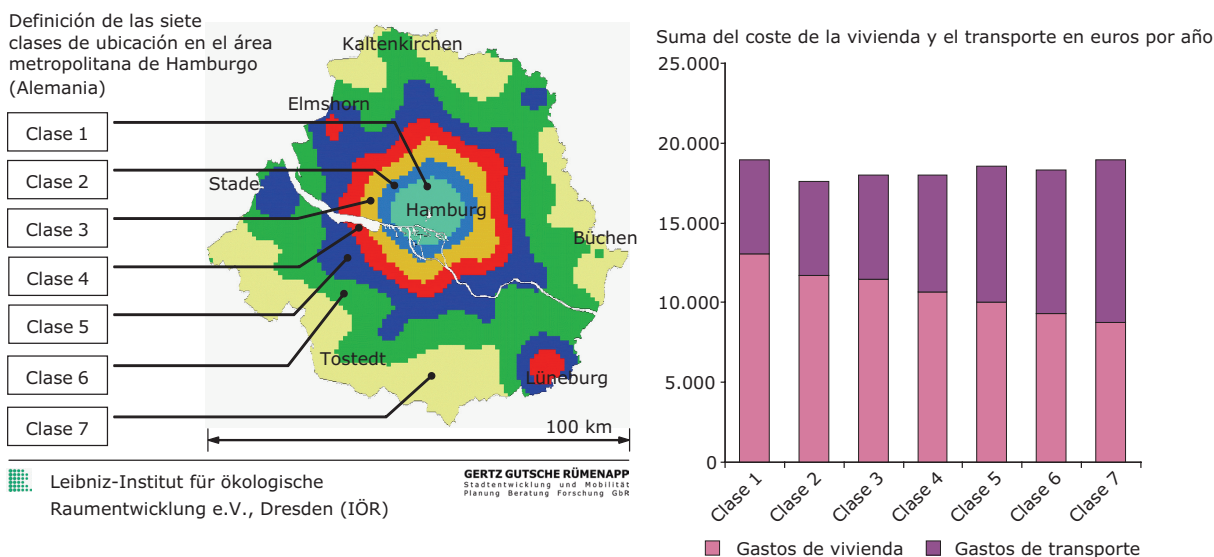 Definición de las siete
clases de ubicación en el área
metropolitana de Hamburgo
(Alemania)
Clase 1
Clase 2
Clase 3
Clase 4
Clase 5
Clase 6
Clase 7
Kaltenkirchen
Elmshorn
Stade
Hamburg
Büchen
Tostedt
Lüneburg
100 km
Leibniz-Institut für ökologische
Raumentwicklung e.V., Dresden (IÖR)
GERTZ GUTSCHE RÜMENAPP
Stadtentwicklung und Mobilität
Planung Beratung Forschung GbR
Suma del coste de la vivienda y el transporte en euros por año
25.000
20.000
15.000
10.000
5.000
0
Clase 1
Clase 2
Clase 3
Clase 4
Clase 5
Clase 6
Clase 7
Gastos de vivienda
Gastos de transporte